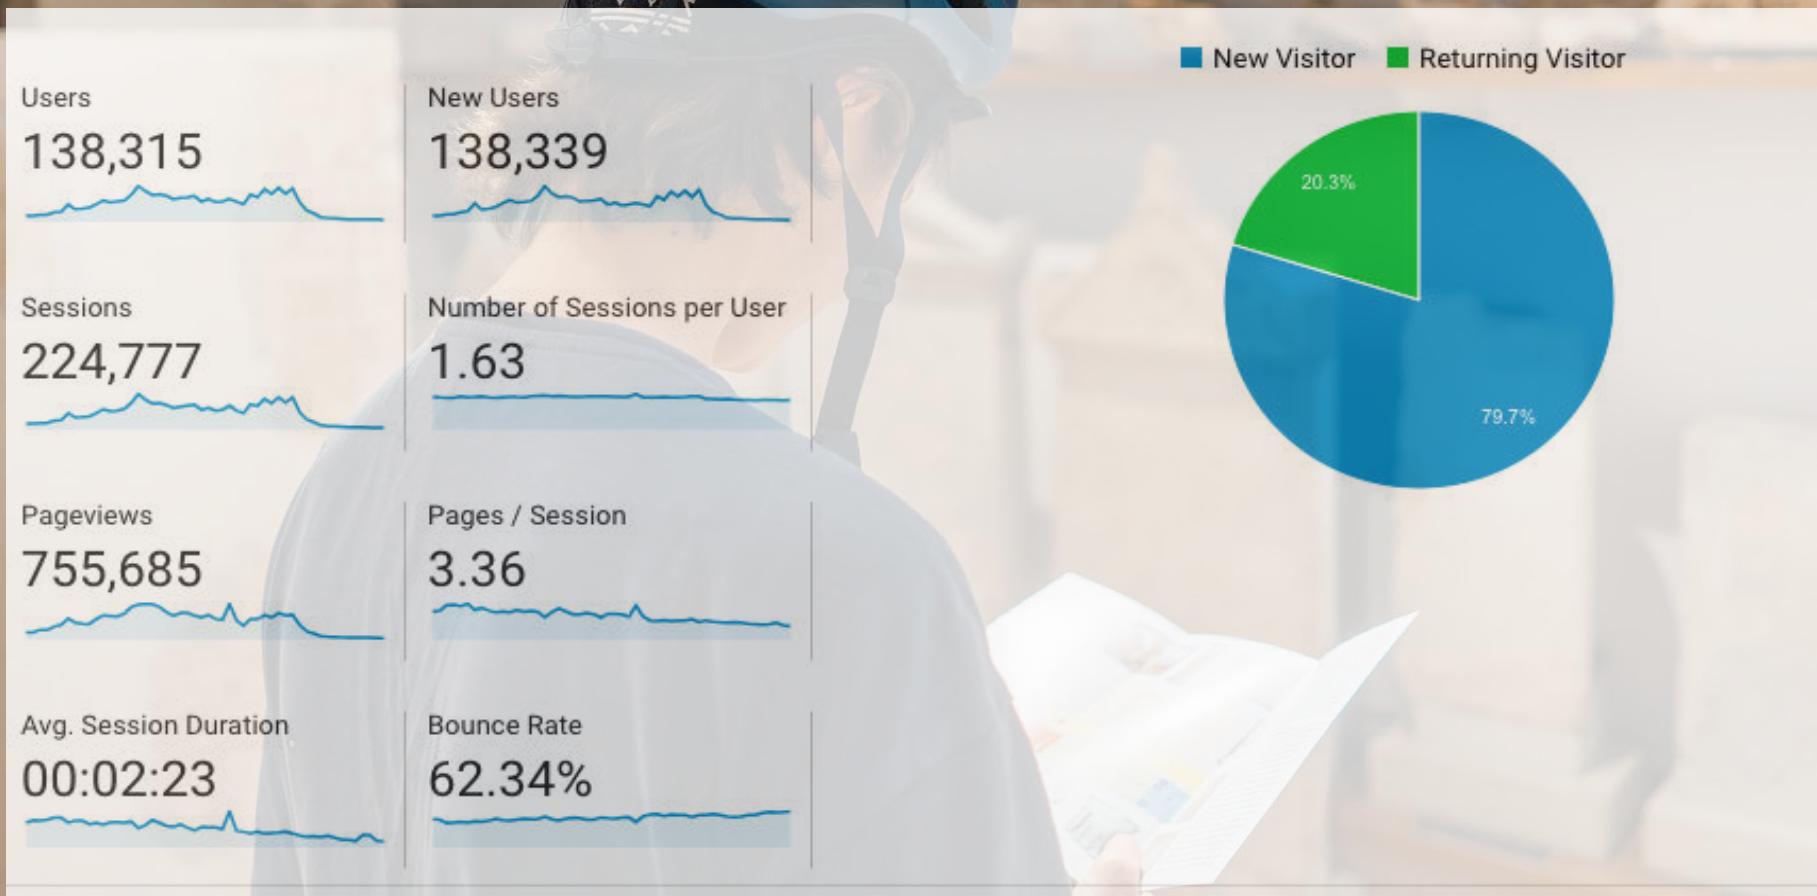 New Visitor
Returning Visitor
Users
138,315
New Users
138,339
Sessions
224,777
Number of Sessions per User
1.63
Pageviews
755,685
Pages / Session
3.36
Avg. Session Duration
00:02:23
Bounce Rate
62.34%
20.3%
79.7%